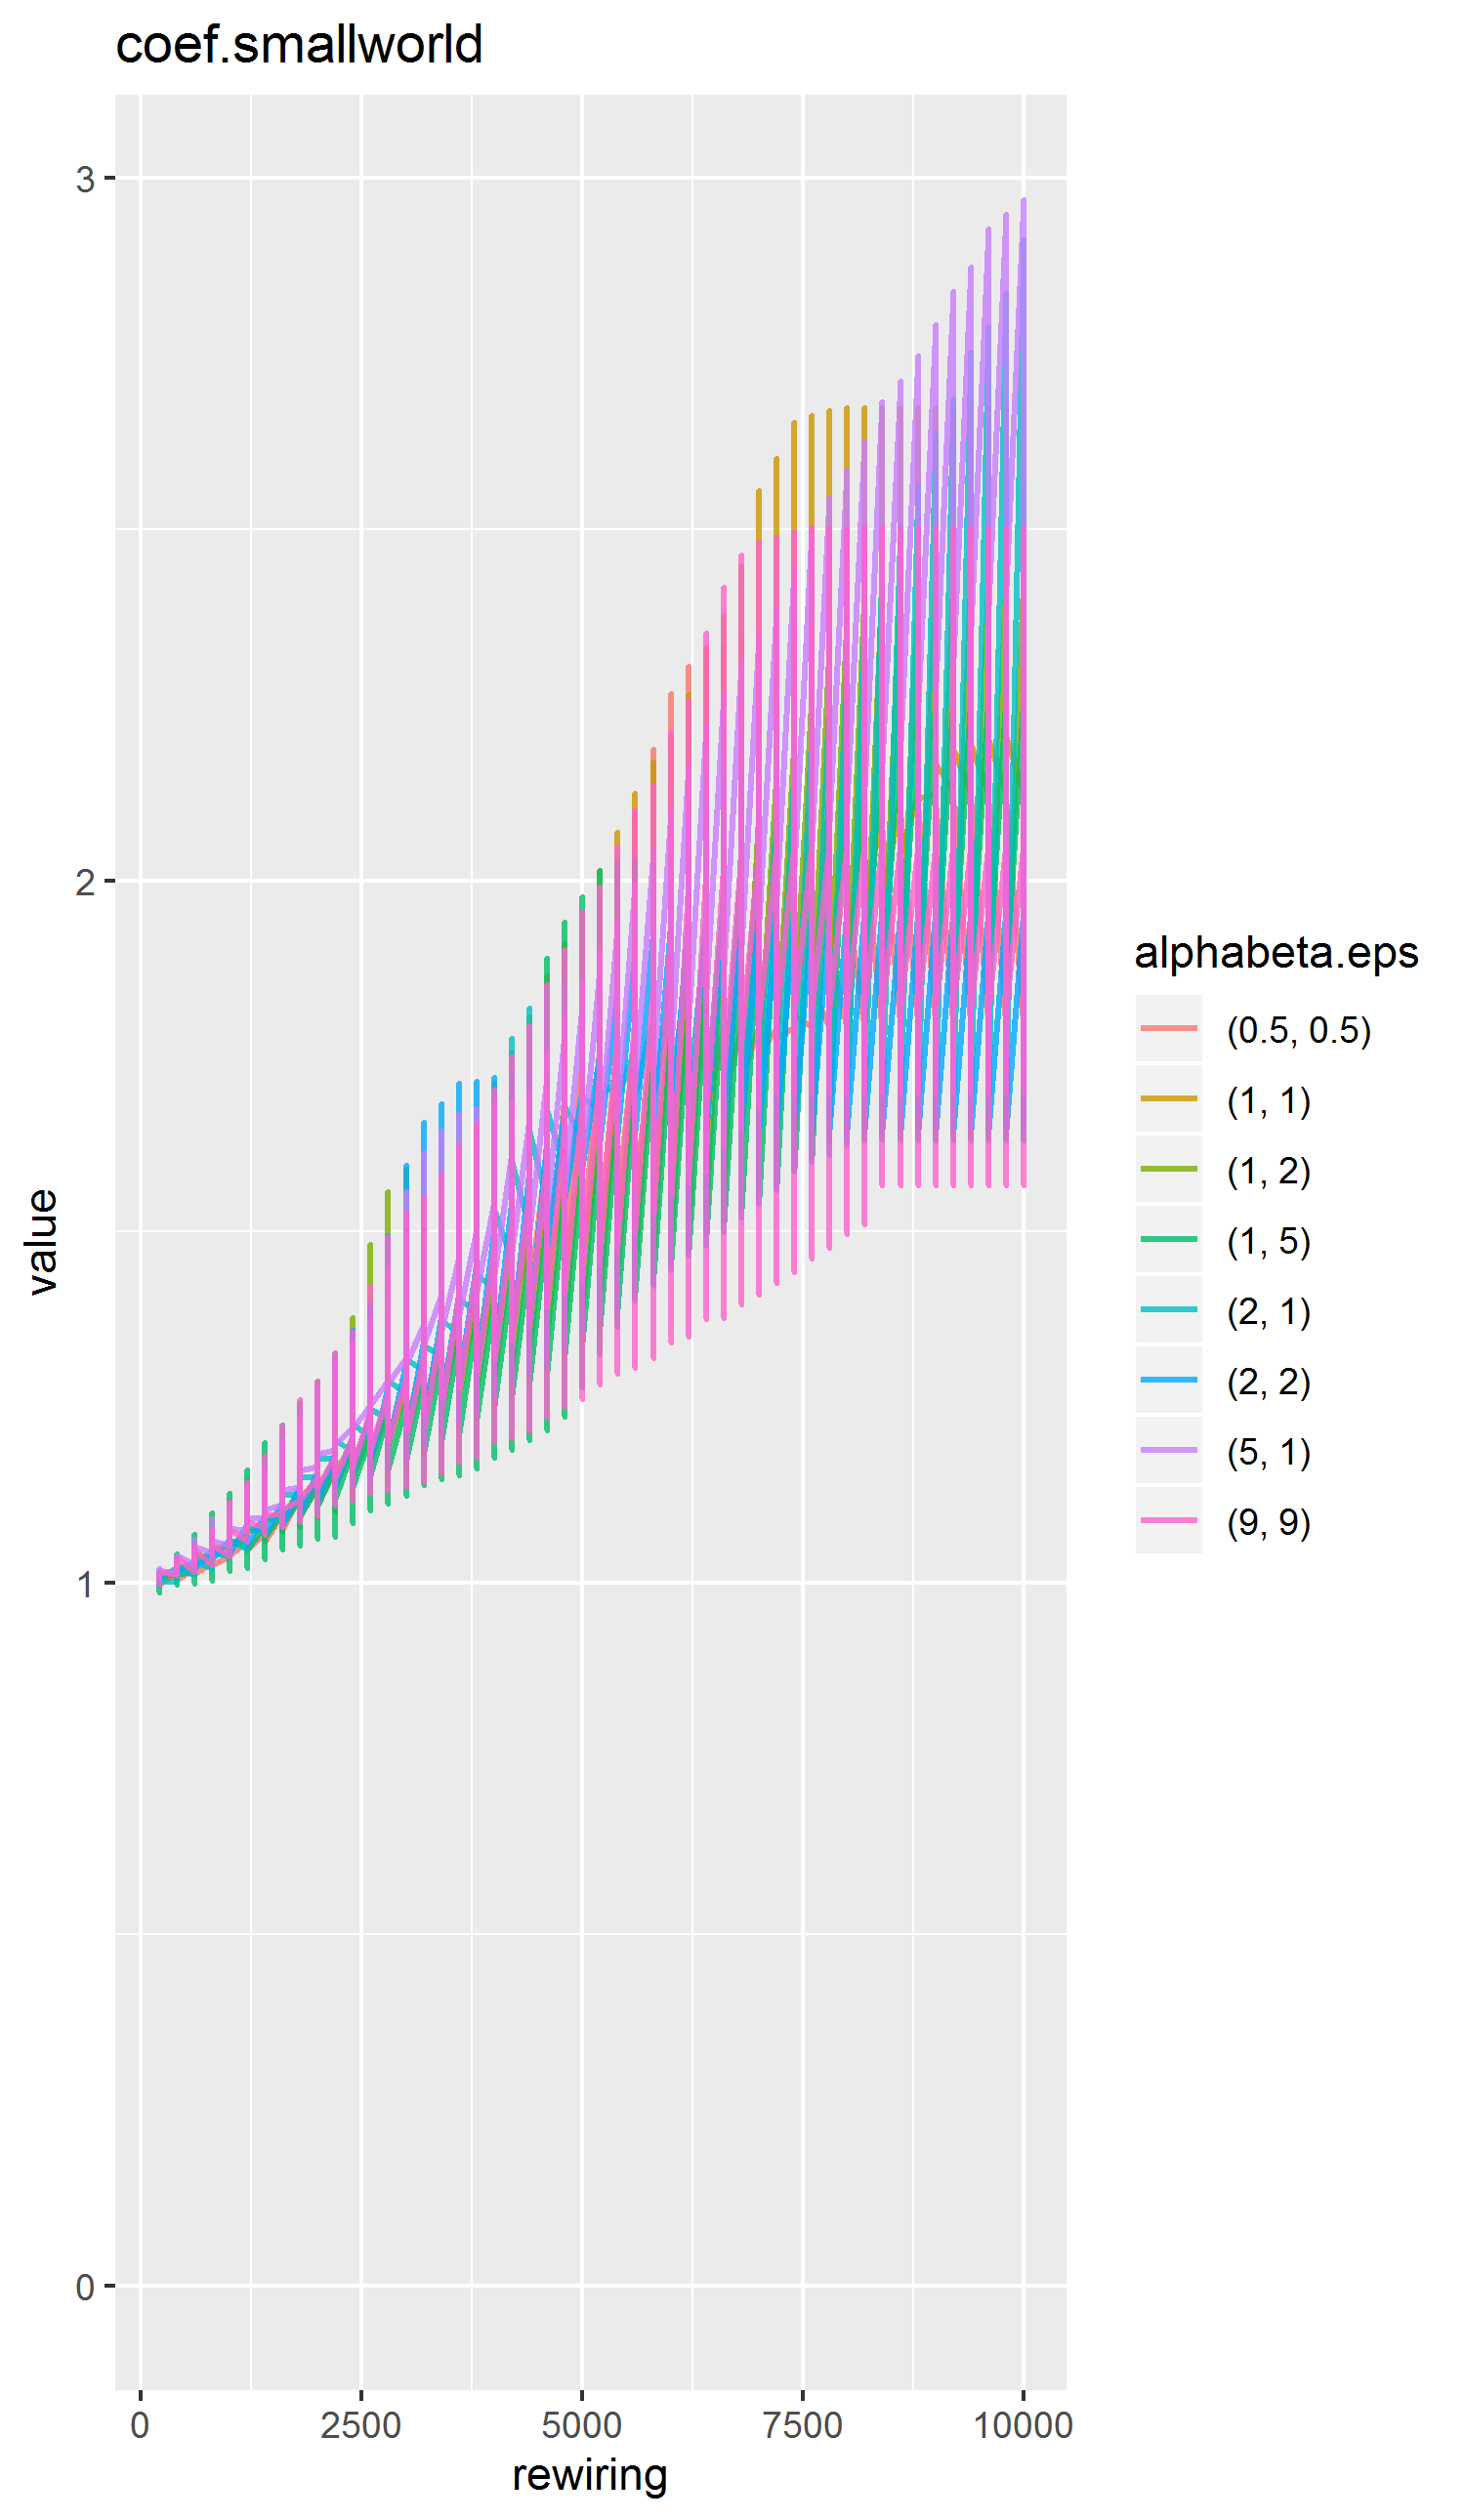 coef.smallworld
3
2
1
0
value
0 2500 5000 7500 10000
rewiring
alphabeta.eps
(0.5, 0.5)
(1, 1)
(1, 2)
(1, 5)
(2, 1)
(2, 2)
(5, 1)
(9, 9)